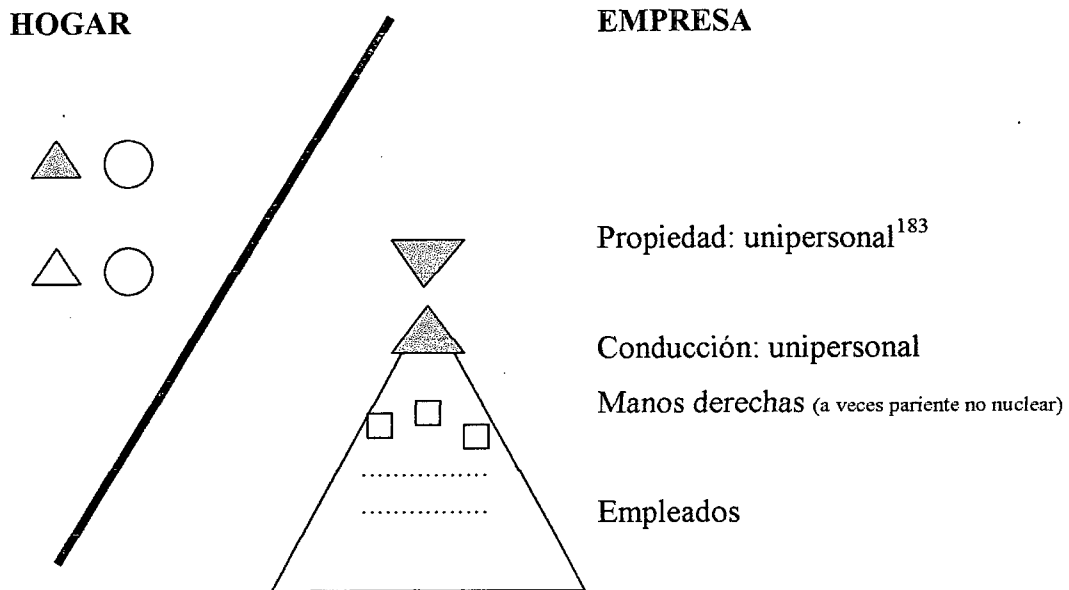 HOGAR
EMPRESA
Propiedad: unipersonal183
Conducción: unipersonal
Manos derechas (a veces pariente no nuclear)
Empleados